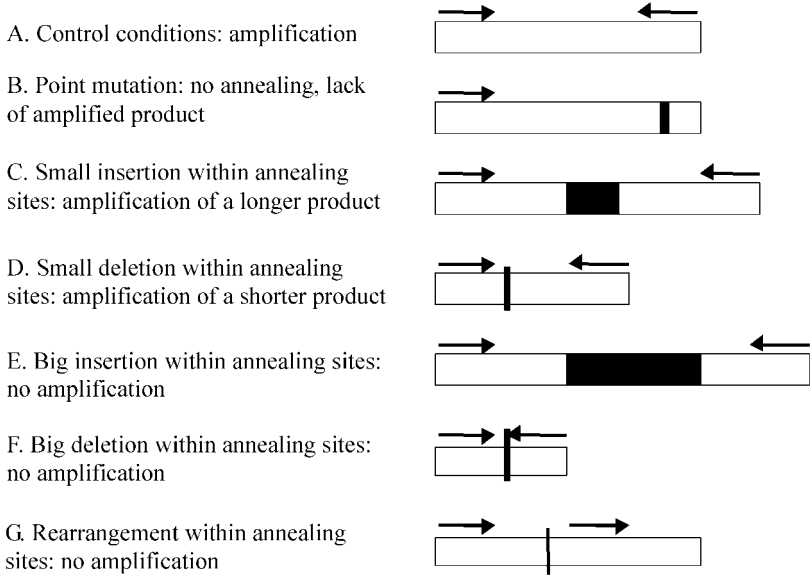 A. Control conditions: amplification
B. Point mutation: no annealing, lack
of amplified product
C. Small insertion within annealing
sites: amplification of a longer product
D. Small deletion within annealing
sites: amplification of a shorter product
E. Big insertion within annealing sites:
no amplification
F. Big deletion within annealing sites:
no amplification
G. Rearrangement within annealing
sites: no amplification